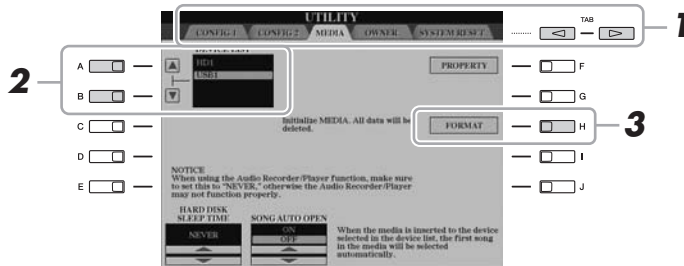 UTILITY
CONFIG 1 CONFIG 2 MEDIA OWNER SYSTEM RESET
TAB
1
2
DEVICE LIST
HD1
USB1
A
B
C
D
E
PROPERTY
F
G
Initialize MEDIA. All data will be
deleted.
FORMAT
H
3
I
J
NOTICE
When using the Audio Recorder/Player function, make sure
to set this to "NEVER," otherwise the Audio Recorder/Player
may not function properly.
HARD DISK
SLEEP TIME
NEVER
SONG AUTO OPEN
ON
OFF
When the media is inserted to the device
selected in the device list, the first song
in the media will be selected
automatically.